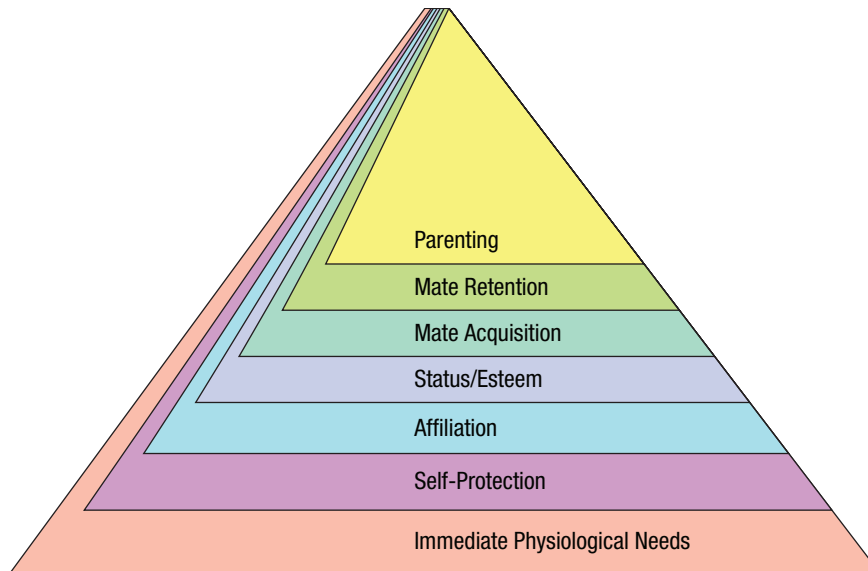 Parenting
Mate Retention
Mate Acquisition
Status/Esteem
Affiliation
Self-Protection
Immediate Physiological Needs